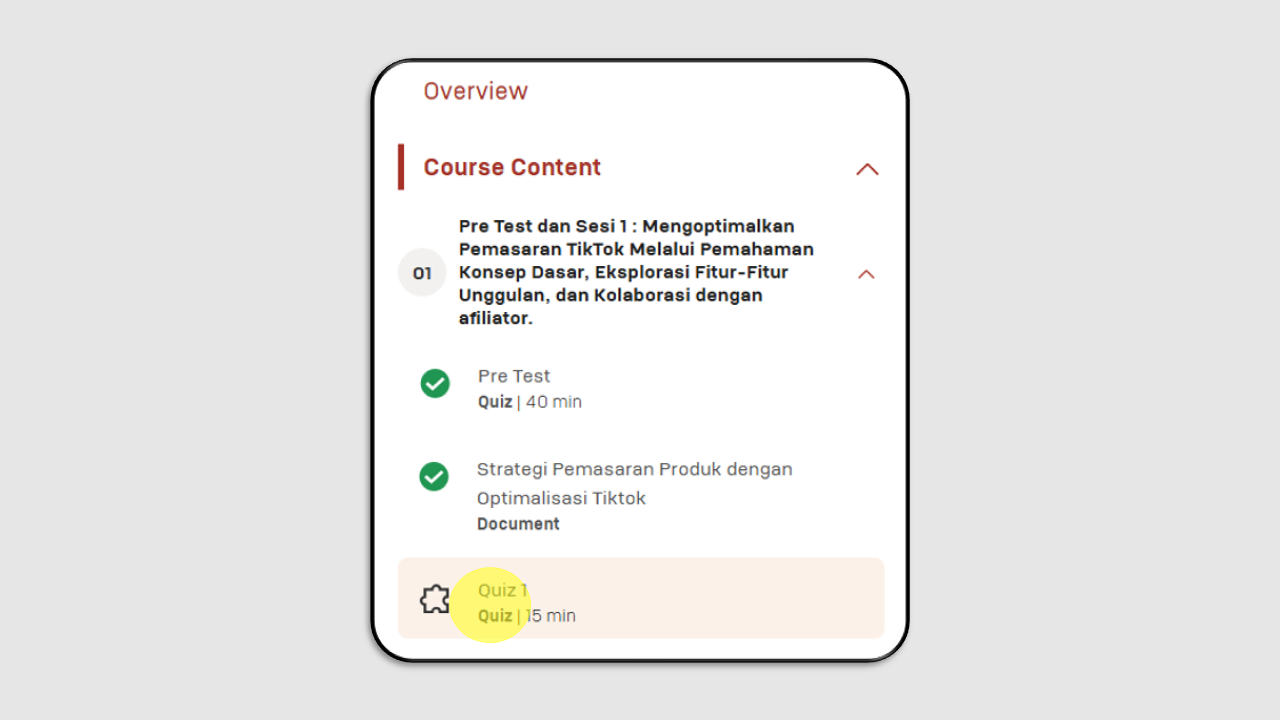 Overview
Course Content
01
Pre Test dan Sesi 1 : Mengoptimalkan
Pemasaran TikTok Melalui Pemahaman
Konsep Dasar, Eksplorasi Fitur-Fitur
Unggulan, dan Kolaborasi dengan
afiliator.
Pre Test
Quiz | 40 min
Strategi Pemasaran Produk dengan
Optimalisasi Tiktok
Document
Quiz 1
Quiz | 15 min